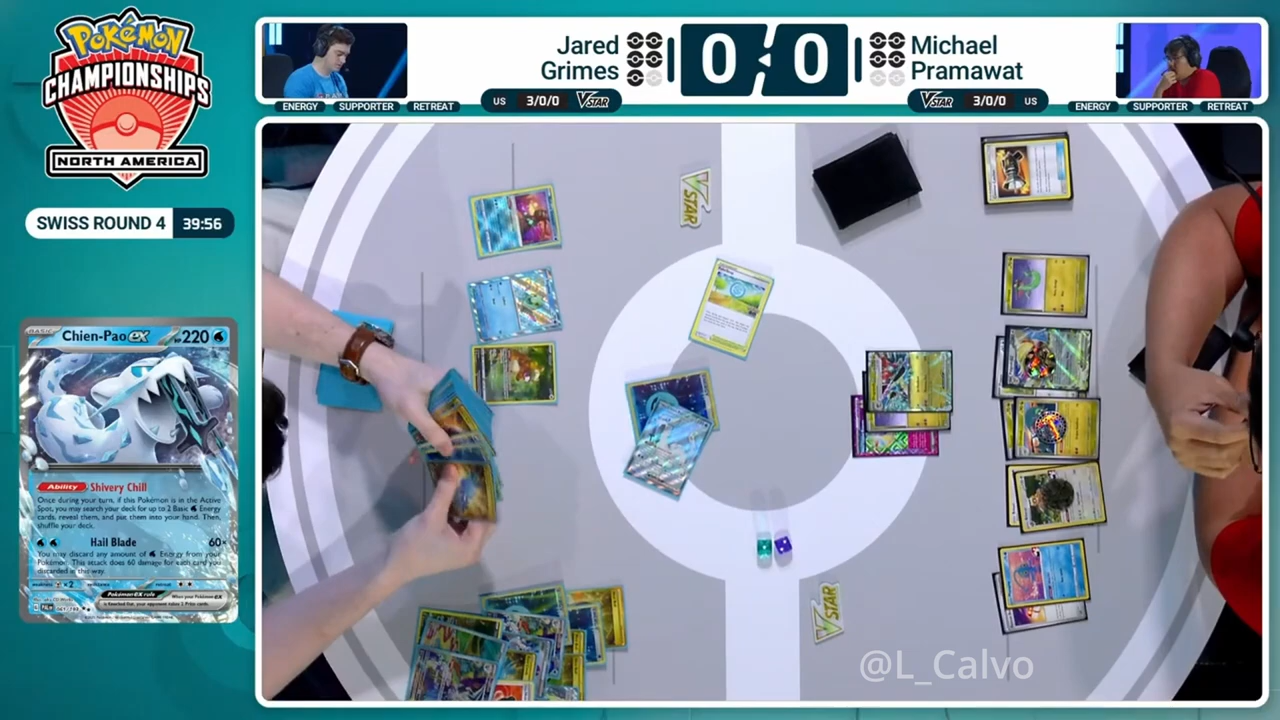 POKÉMON
CHAMPIONSHIPS
NORTH AMERICA
Jared
Grimes
0
0
Michael
Pramawat
ENERGY
SUPPORTER
RETREAT
US
3/0/0
VSTAR
VSTAR
3/0/0
US
ENERGY
SUPPORTER
RETREAT
SWISS ROUND 4
39:56
VSTAR
VSTAR
BASIC
Chien-Pao ex
HP 220
Ability Shivery Chill
Once during your turn, if this Pokémon is in the Active
Spot, you may search your deck for up to 2 Basic Energy
cards, reveal them, and put them into your hand. Then,
shuffle your deck.
Hail Blade
60×
You may discard any amount of Energy from your
Pokémon. This attack does 60 damage for each card you
discarded in this way.
Pokémon ex rule
@L_Calvo